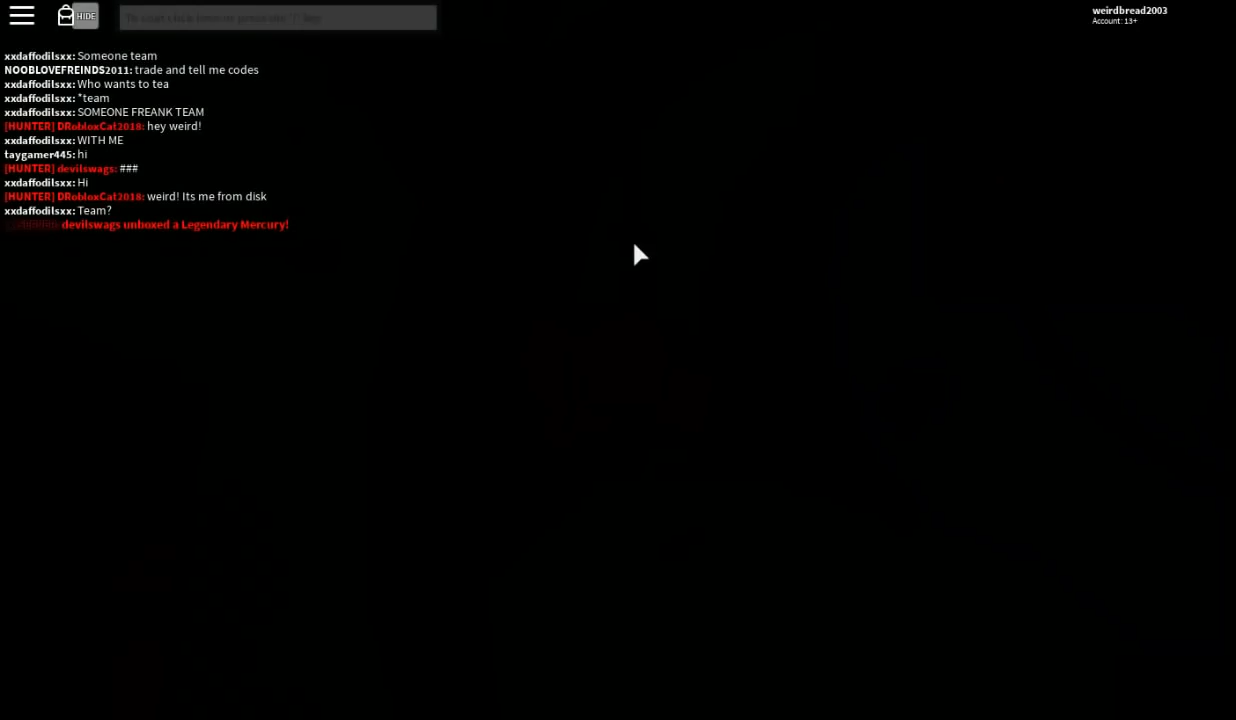 HIDE
weirdbread2003
Account: 13+
xxdaffodilsxx: Someone team
NOOBLOVEFREINDS2011: trade and tell me codes
xxdaffodilsxx: Who wants to tea
xxdaffodilsxx: *team
xxdaffodilsxx: SOMEONE FREANK TEAM
[HUNTER] DRobloxCat2018: hey weird!
xxdaffodilsxx: WITH ME
taygamer445: hi
[HUNTER] devilswags: ###
xxdaffodilsxx: Hi
[HUNTER] DRobloxCat2018: weird! Its me from disk
xxdaffodilsxx: Team?
devilswags unboxed a Legendary Mercury!